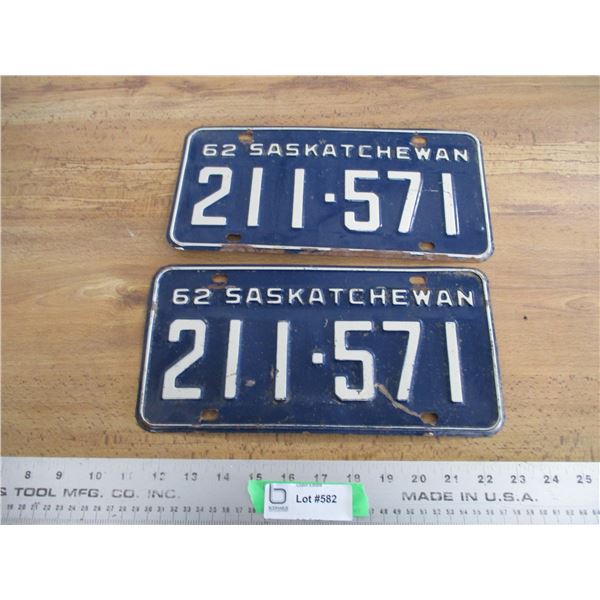 62 SASKATCHEWAN
211·571
62 SASKATCHEWAN
211·571
8 9 10 11 12 13 14 15 16 17 18 19 20 21 22 23 24 25
TOOL MFG. CO. INC.
MADE IN U.S.A.
b Lot #582